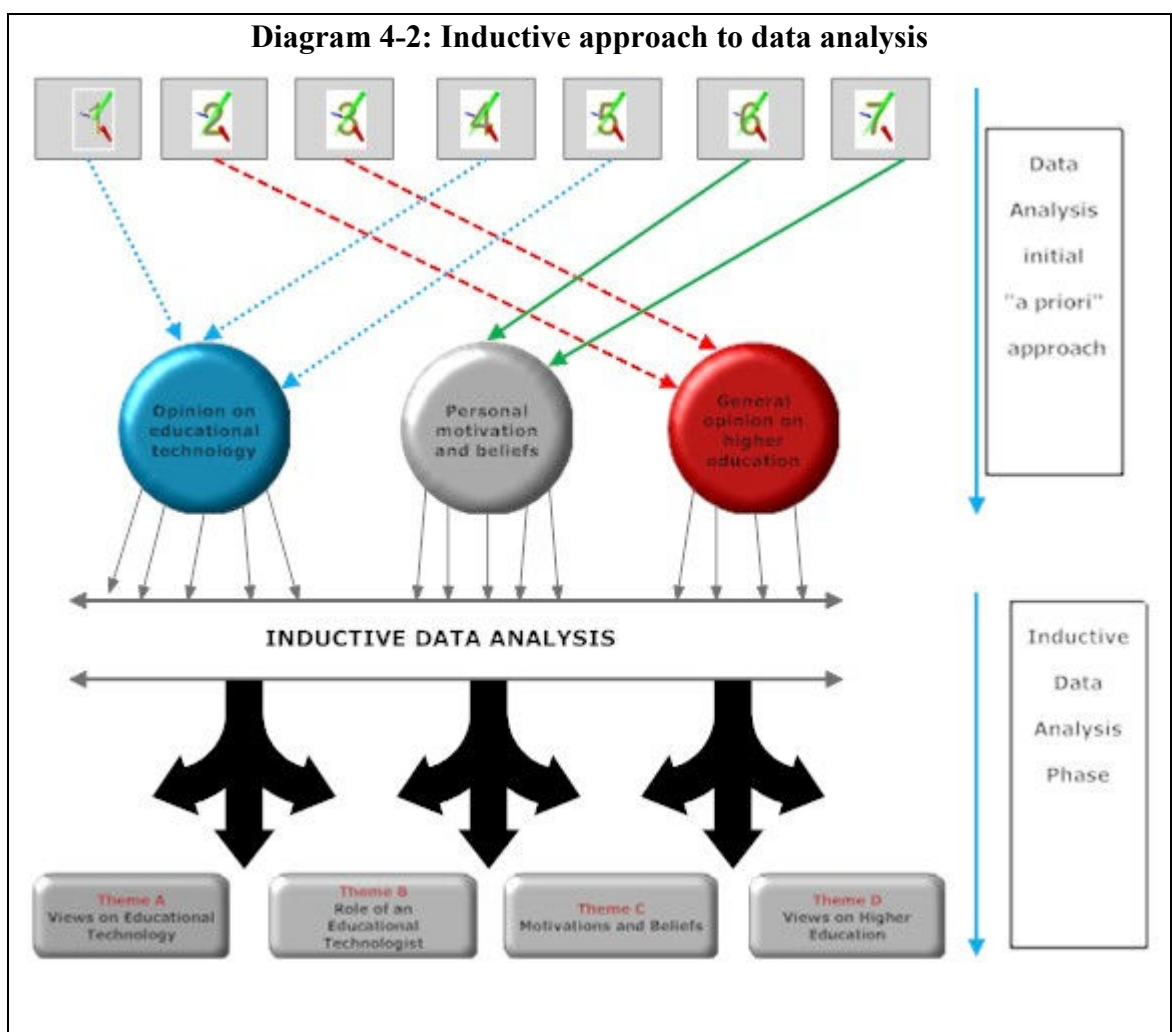 Diagram 4-2: Inductive approach to data analysis
1 2 3 4 5 6 7
Data
Analysis
initial
"a priori"
approach
Opinion on
educational
technology
Personal
motivation
and beliefs
General
opinion on
higher
education
INDUCTIVE DATA ANALYSIS
Inductive
Data
Analysis
Phase
Theme A
Views on Educational
Technology
Theme B
Role of an
Educational
Technologist
Theme C
Motivations and Beliefs
Theme D
Views on Higher
Education